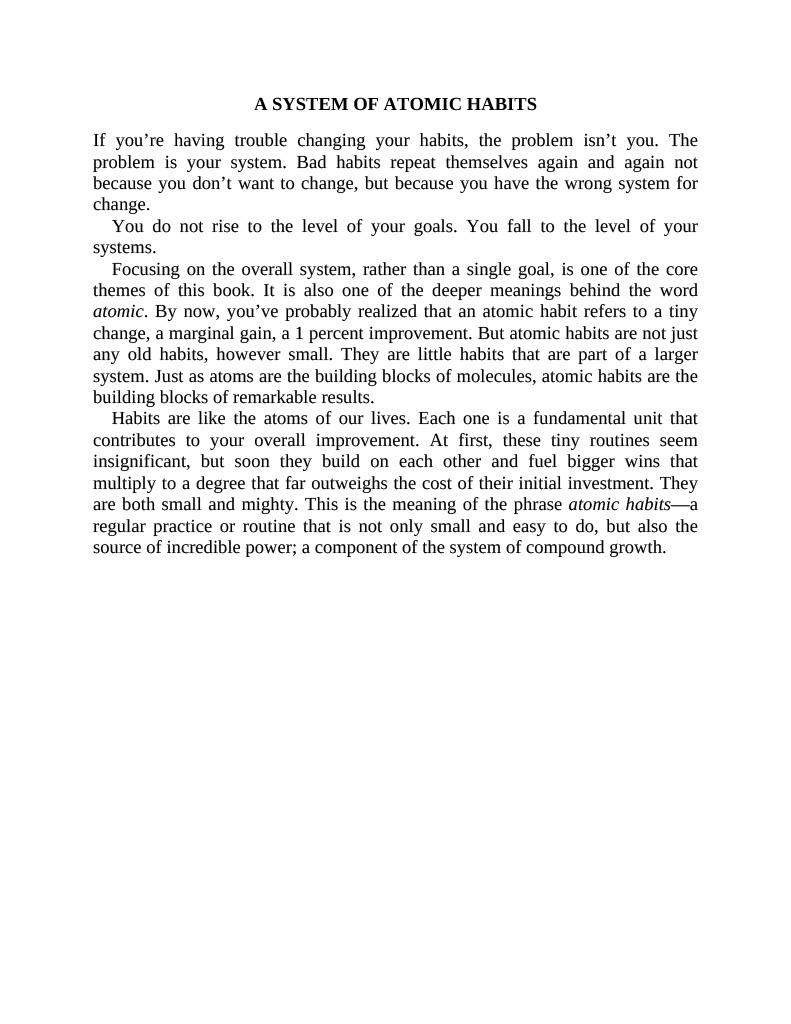 A SYSTEM OF ATOMIC HABITS
If you’re having trouble changing your habits, the problem isn’t you. The
problem is your system. Bad habits repeat themselves again and again not
because you don’t want to change, but because you have the wrong system for
change.
You do not rise to the level of your goals. You fall to the level of your
systems.
Focusing on the overall system, rather than a single goal, is one of the core
themes of this book. It is also one of the deeper meanings behind the word
atomic. By now, you’ve probably realized that an atomic habit refers to a tiny
change, a marginal gain, a 1 percent improvement. But atomic habits are not just
any old habits, however small. They are little habits that are part of a larger
system. Just as atoms are the building blocks of molecules, atomic habits are the
building blocks of remarkable results.
Habits are like the atoms of our lives. Each one is a fundamental unit that
contributes to your overall improvement. At first, these tiny routines seem
insignificant, but soon they build on each other and fuel bigger wins that
multiply to a degree that far outweighs the cost of their initial investment. They
are both small and mighty. This is the meaning of the phrase atomic habits—a
regular practice or routine that is not only small and easy to do, but also the
source of incredible power; a component of the system of compound growth.